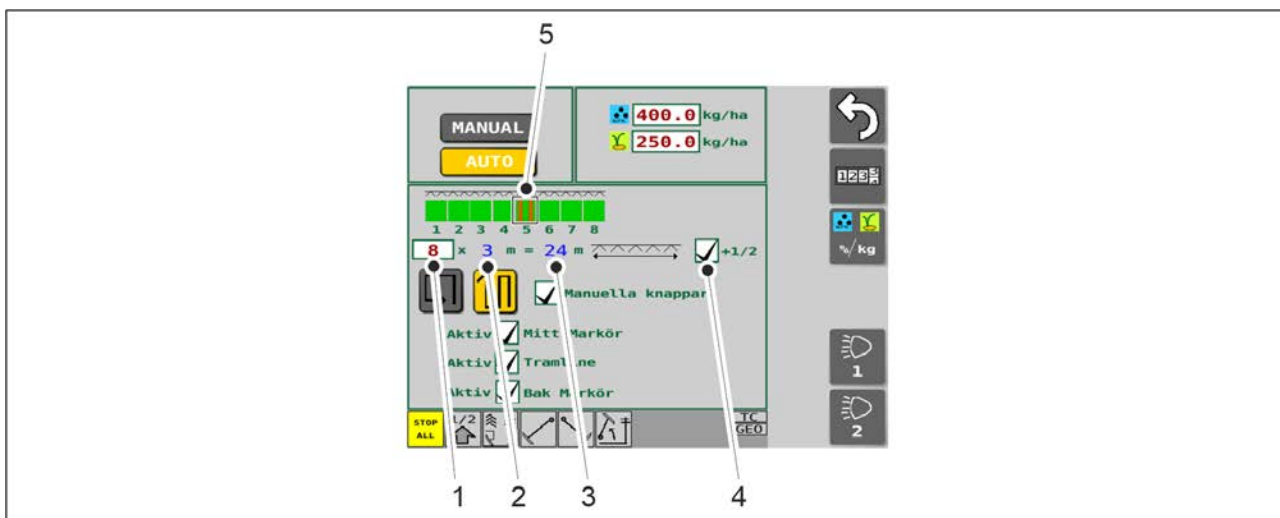 5
MANUAL
AUTO
400.0 kg/ha
250.0 kg/ha
1 2 3 4 5 6 7 8
8 x 3 m = 24 m +1/2
Manuella knappar
Aktiv Mitt Markör
Aktiv Tramline
Aktiv Bak Markör
STOP ALL
1/2
TC
GEO
%/kg
1
2
1 2 3 4